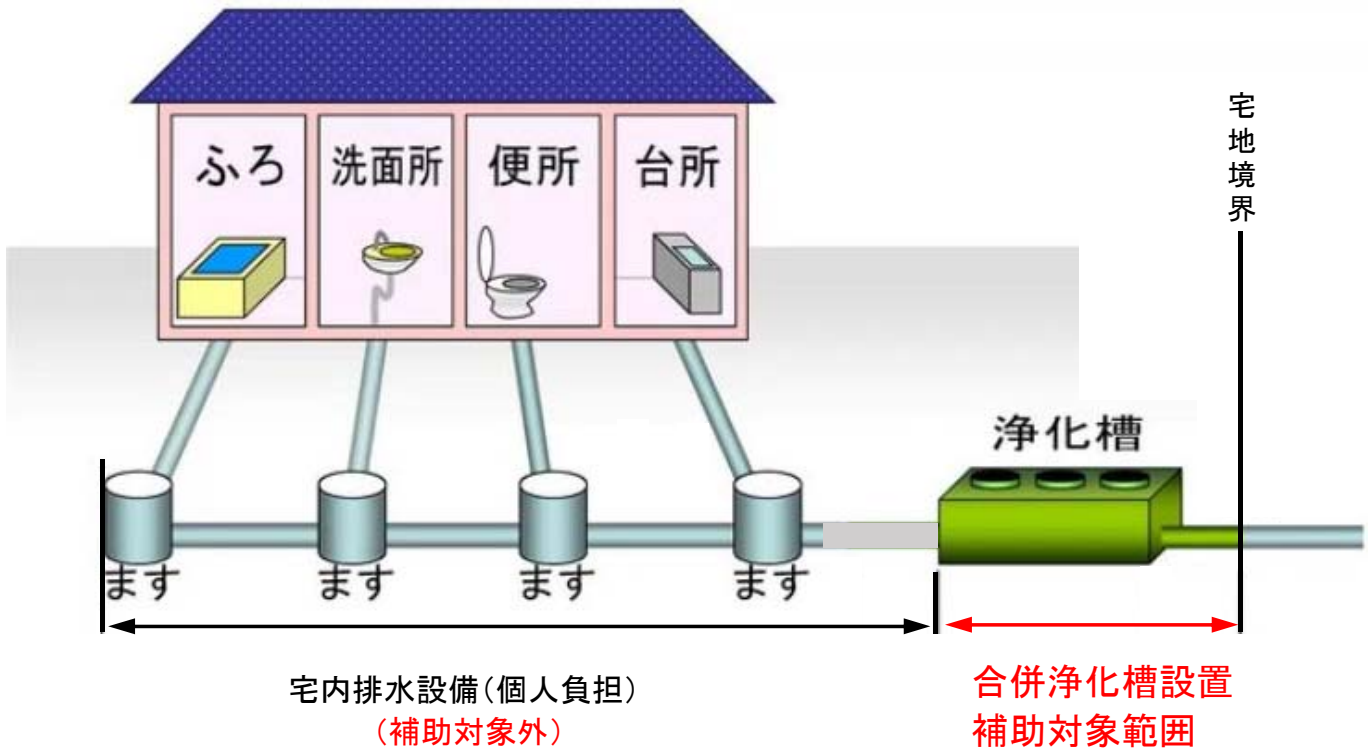 宅地境界
ふろ
洗面所
便所
台所
浄化槽
ます
ます
ます
ます
宅内排水設備(個人負担)
(補助対象外)
合併浄化槽設置
補助対象範囲